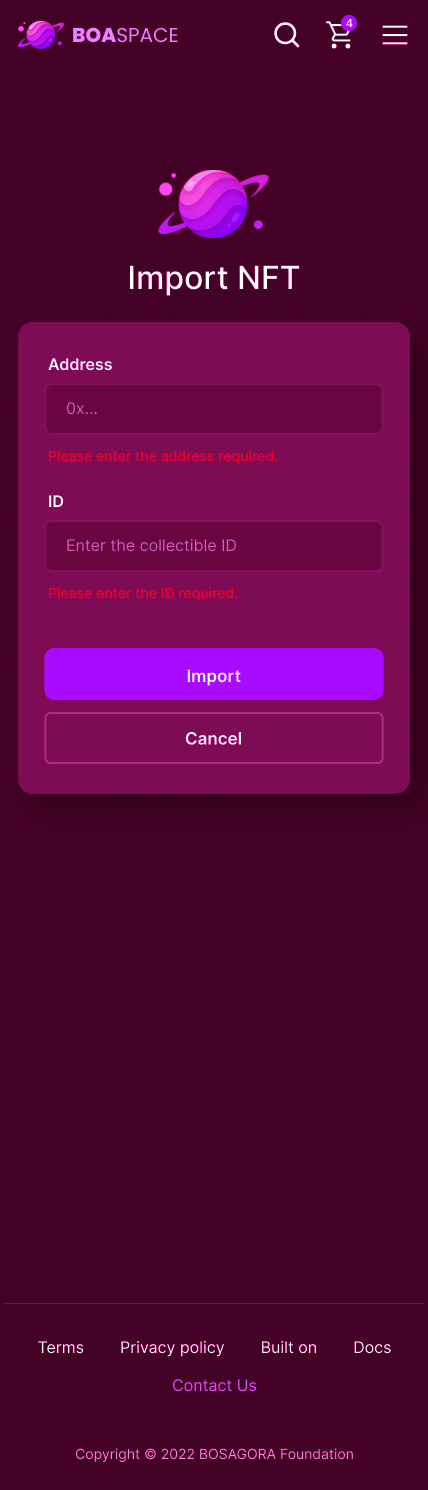 BOASPACE
4
Import NFT
Address
0x...
Please enter the address required.
ID
Enter the collectible ID
Please enter the ID required.
Import
Cancel
Terms Privacy policy Built on Docs
Contact Us
Copyright © 2022 BOSAGORA Foundation